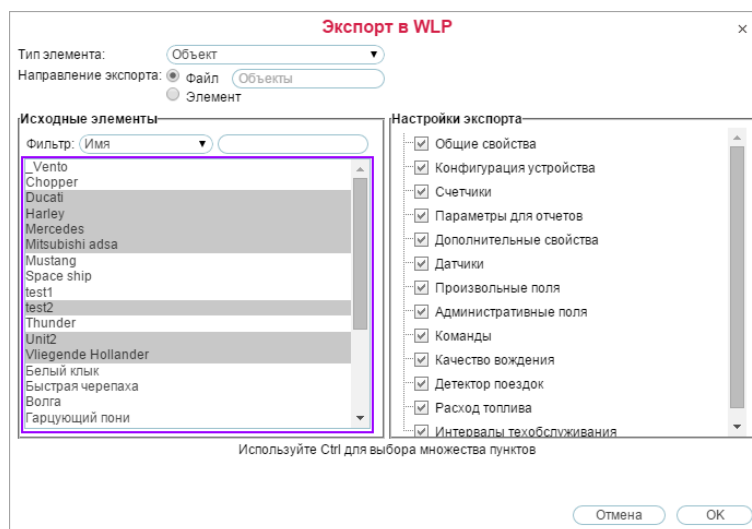 Экспорт в WLP
×
Тип элемента: Объект
Направление экспорта: Файл Объекты
Элемент
Исходные элементы
Фильтр: Имя
_Vento
Chopper
Ducati
Harley
Mercedes
Mitsubishi adsa
Mustang
Space ship
test1
test2
Thunder
Unit2
Vliegende Hollander
Белый клык
Быстрая черепаха
Волга
Гарцующий пони
Настройки экспорта
Общие свойства
Конфигурация устройства
Счетчики
Параметры для отчетов
Дополнительные свойства
Датчики
Произвольные поля
Административные поля
Команды
Качество вождения
Детектор поездок
Расход топлива
Интервалы техобслуживания
Используйте Ctrl для выбора множества пунктов
Отмена OK